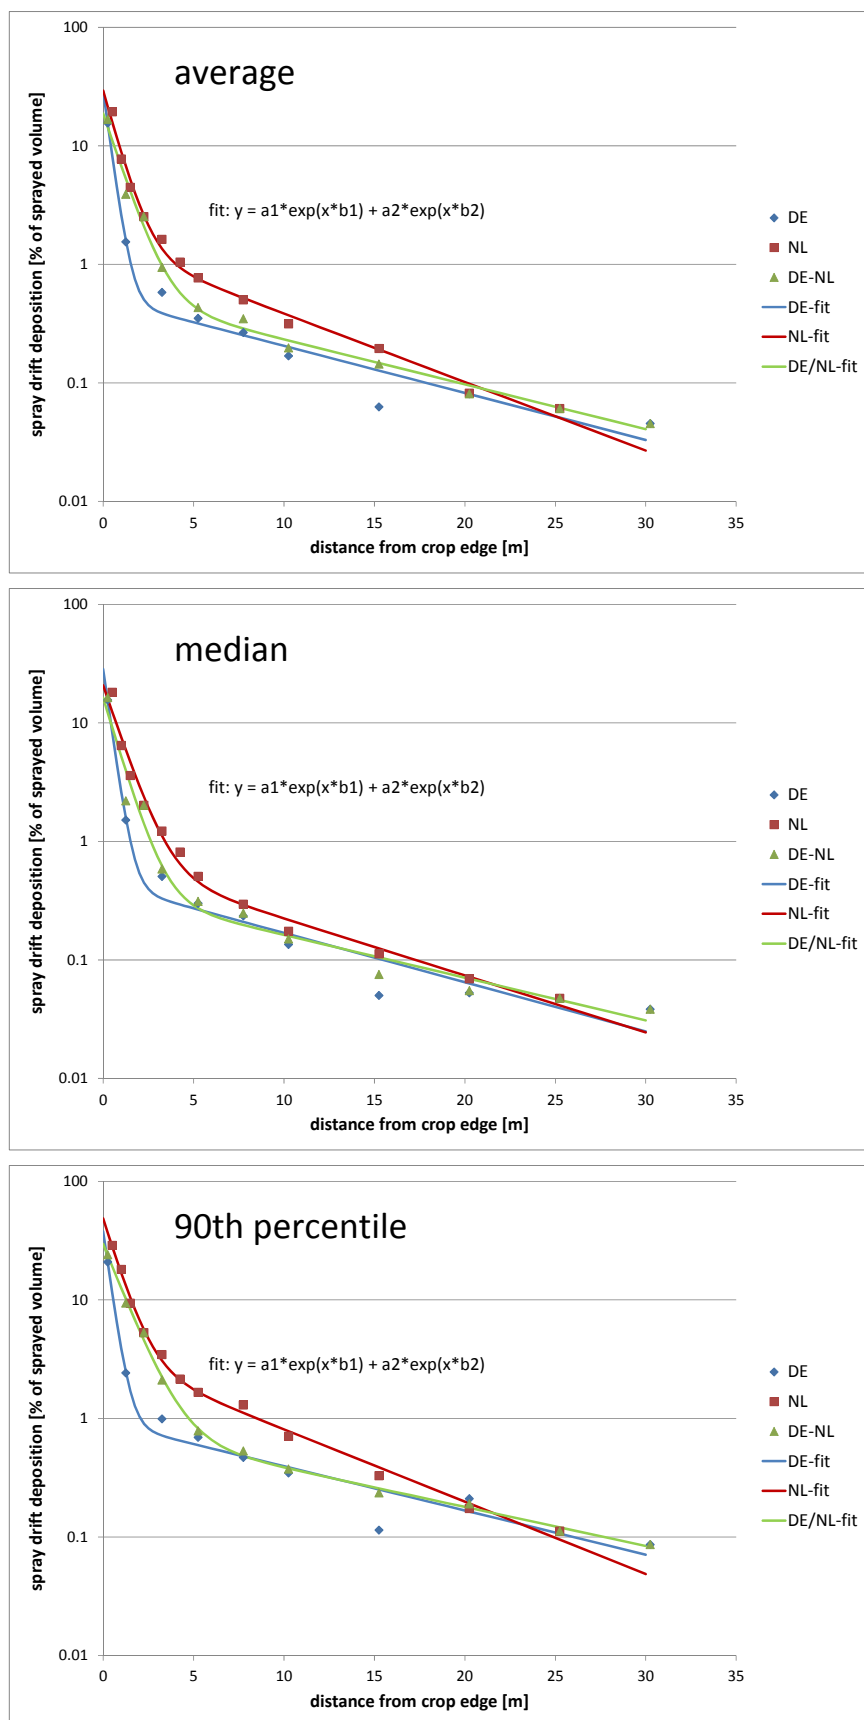 average
100
10
1
0.1
0.01
spray drift deposition [% of sprayed volume]
fit: y = a1*exp(x*b1) + a2*exp(x*b2)
0 5 10 15 20 25 30 35
distance from crop edge [m]
DE
NL
DE-NL
DE-fit
NL-fit
DE/NL-fit
median
100
10
1
0.1
0.01
spray drift deposition [% of sprayed volume]
fit: y = a1*exp(x*b1) + a2*exp(x*b2)
0 5 10 15 20 25 30 35
distance from crop edge [m]
DE
NL
DE-NL
DE-fit
NL-fit
DE/NL-fit
90th percentile
100
10
1
0.1
0.01
spray drift deposition [% of sprayed volume]
fit: y = a1*exp(x*b1) + a2*exp(x*b2)
0 5 10 15 20 25 30 35
distance from crop edge [m]
DE
NL
DE-NL
DE-fit
NL-fit
DE/NL-fit